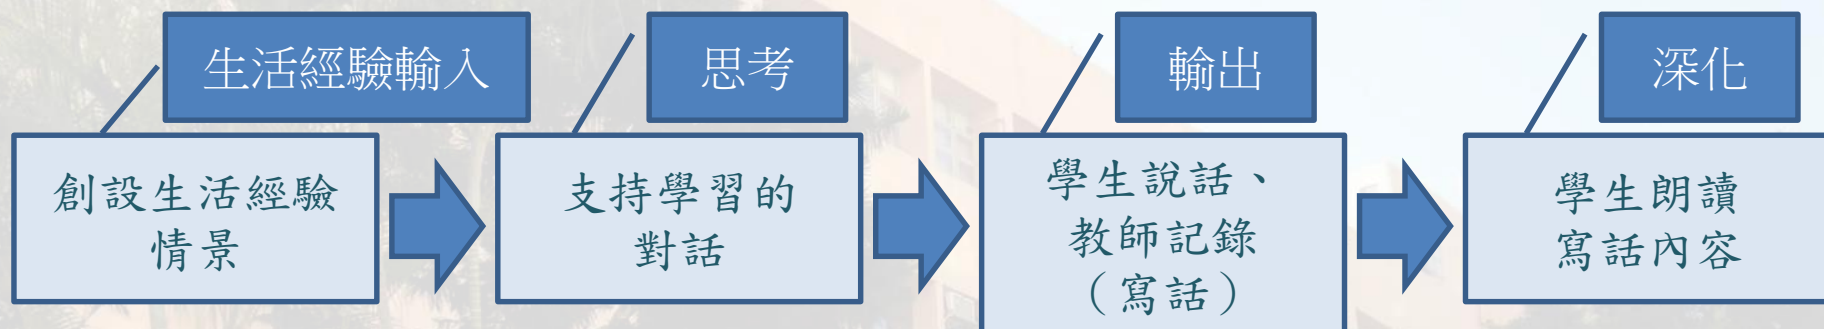 生活經驗輸入
思考
輸出
深化
創設生活經驗
情景
支持學習的
對話
學生說話、
教師記錄
（寫話）
學生朗讀
寫話內容